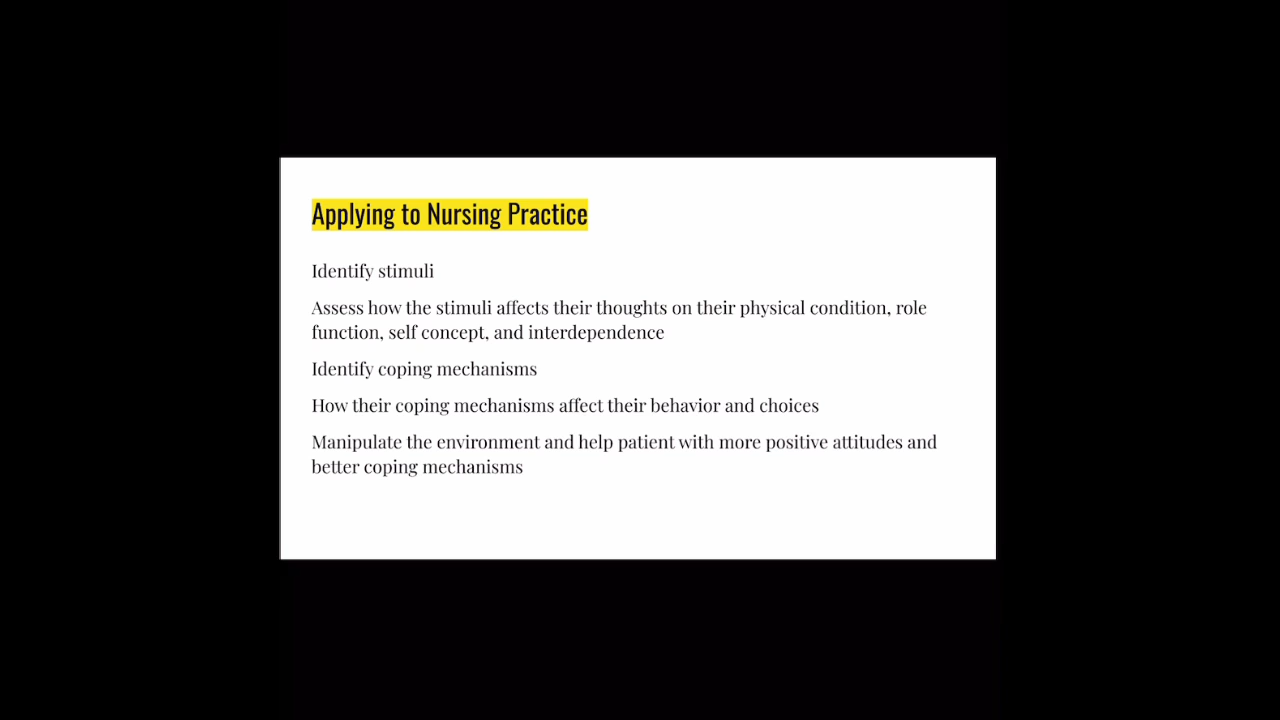 Applying to Nursing Practice
Identify stimuli
Assess how the stimuli affects their thoughts on their physical condition, role
function, self concept, and interdependence
Identify coping mechanisms
How their coping mechanisms affect their behavior and choices
Manipulate the environment and help patient with more positive attitudes and
better coping mechanisms